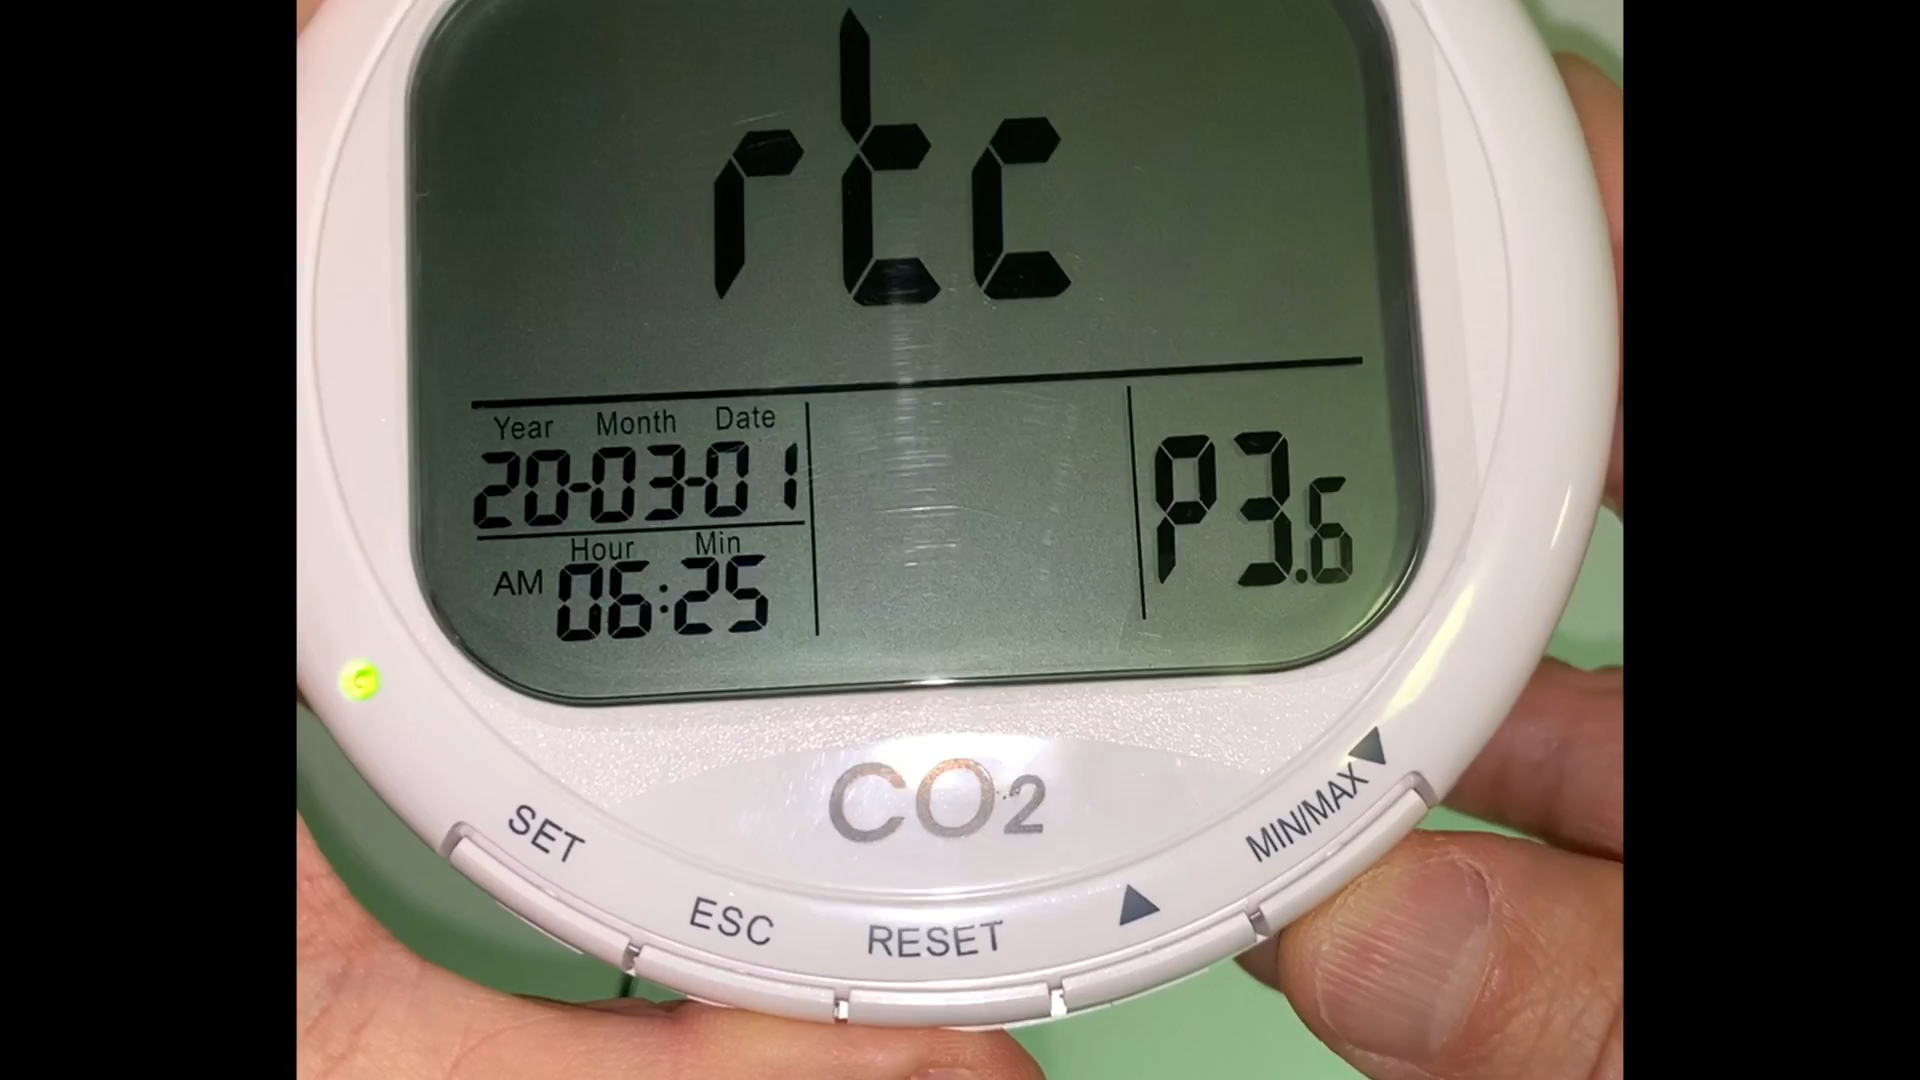 rtc
Year Month Date
20-03-01
Hour Min
AM 06:25
P3.6
CO2
SET
ESC
RESET
▲
MIN/MAX▼